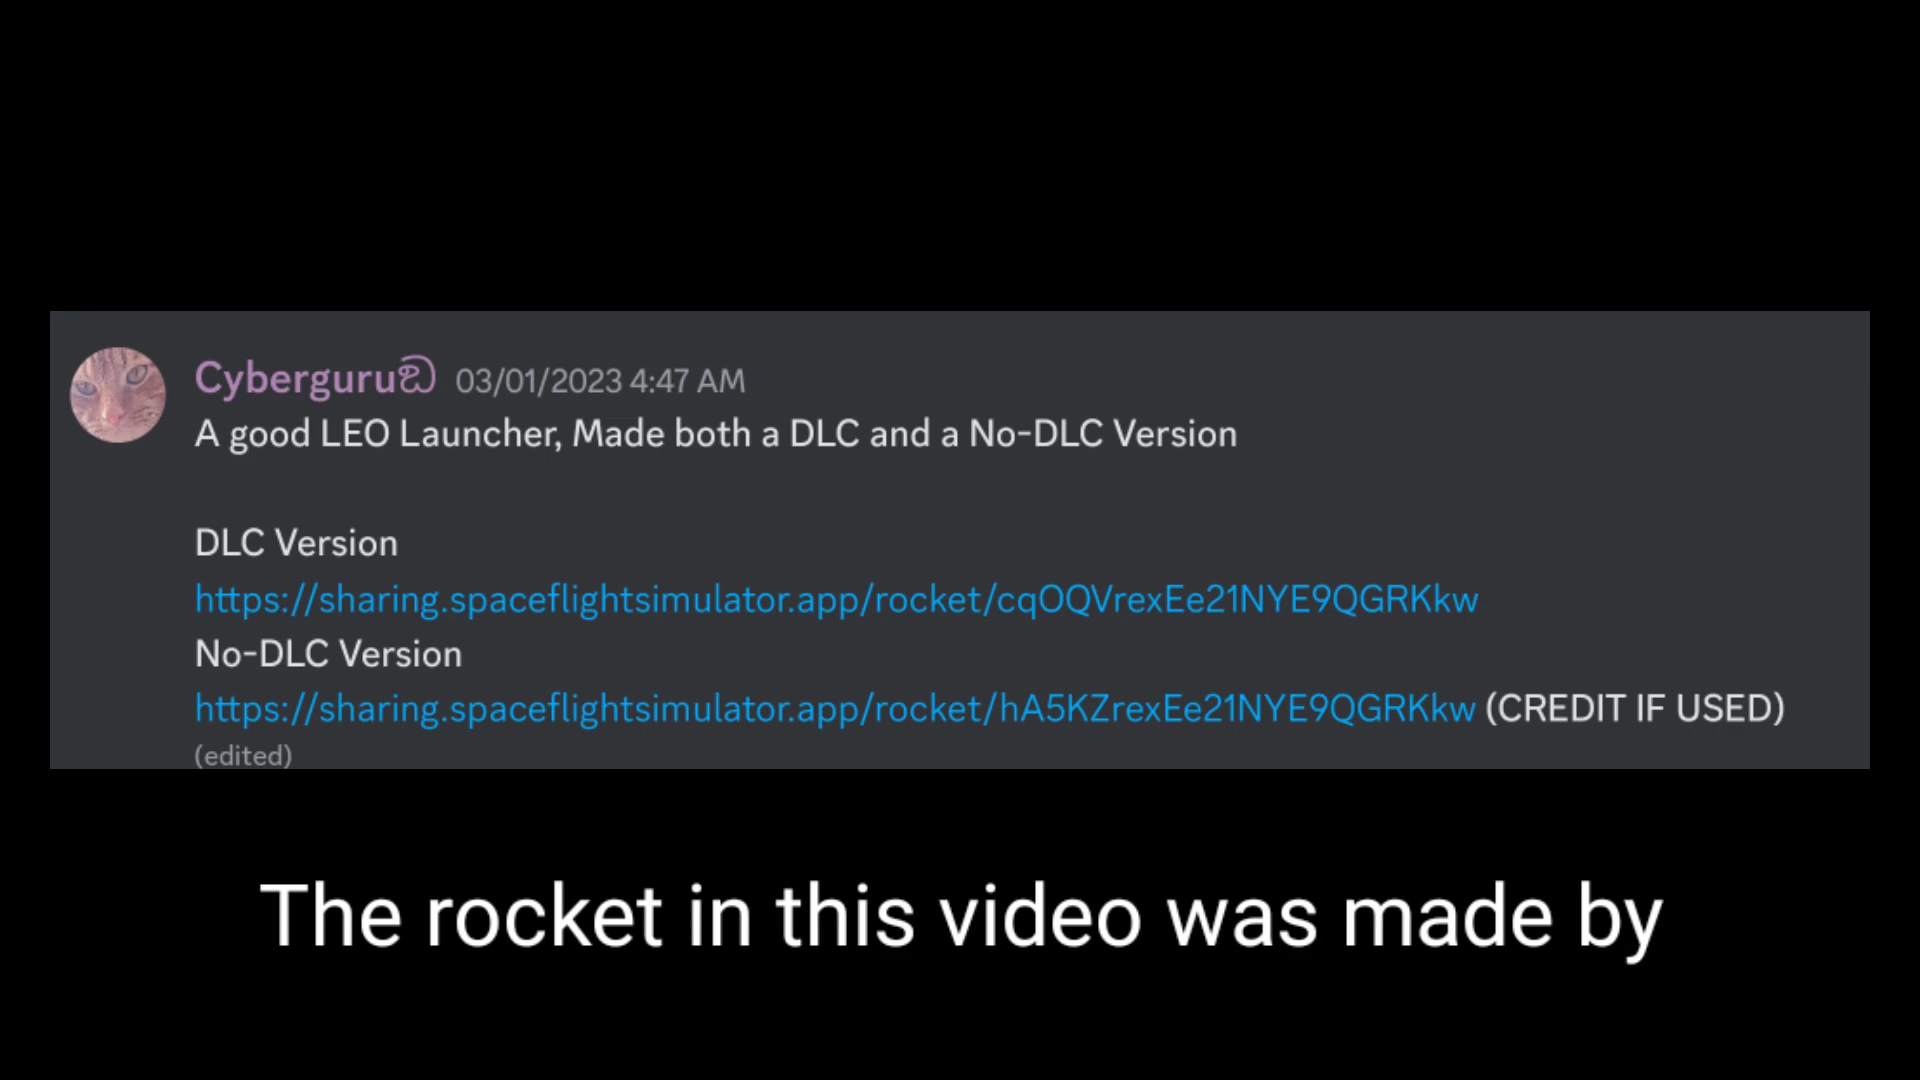 Cyberguruඞ 03/01/2023 4:47 AM
A good LEO Launcher, Made both a DLC and a No-DLC Version
DLC Version
https://sharing.spaceflightsimulator.app/rocket/cqOQVrexEe21NYE9QGRKkw
No-DLC Version
https://sharing.spaceflightsimulator.app/rocket/hA5KZrexEe21NYE9QGRKkw (CREDIT IF USED)
(edited)
The rocket in this video was made by